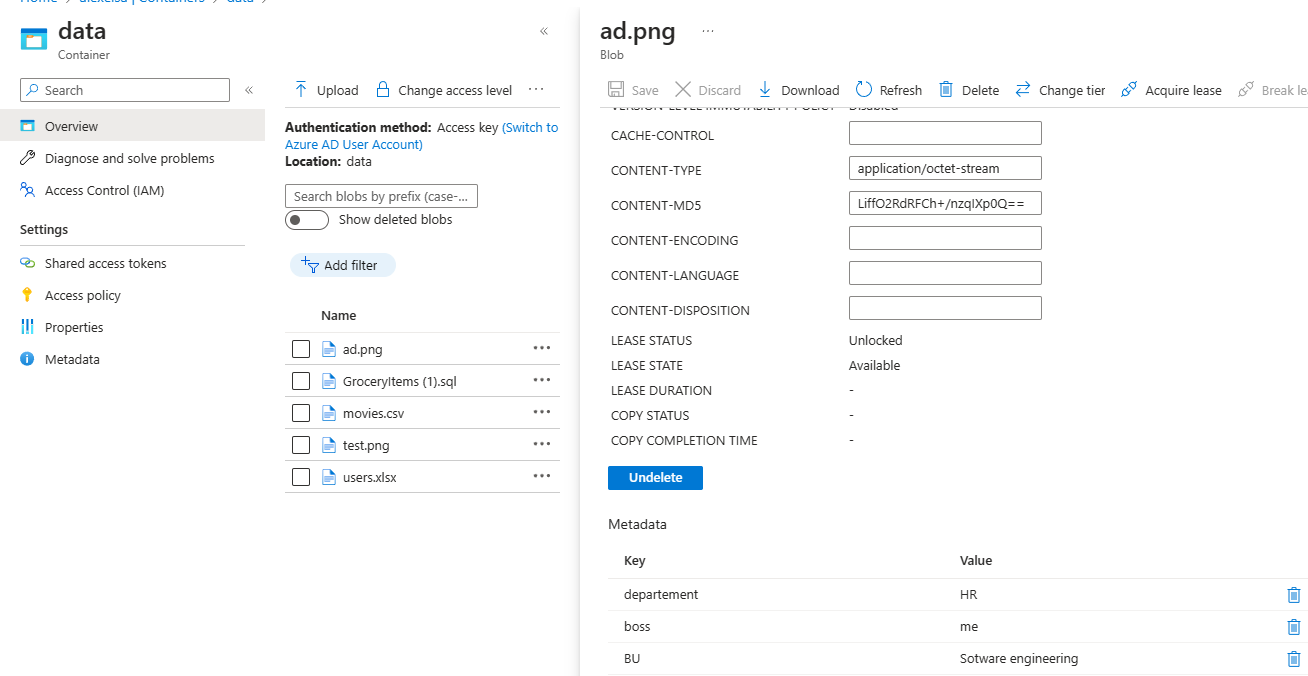 Home > alexeisa | Containers > data >
data
Container
Search
Overview
Diagnose and solve problems
Access Control (IAM)
Settings
Shared access tokens
Access policy
Properties
Metadata
Upload Change access level
Authentication method: Access key (Switch to
Azure AD User Account)
Location: data
Search blobs by prefix (case-...
Show deleted blobs
Add filter
Name
ad.png
GroceryItems (1).sql
movies.csv
test.png
users.xlsx
ad.png
Blob
Save Discard Download Refresh Delete Change tier Acquire lease Break le
VERSION-LEVEL IMMUTABILITY POLICY Disabled
CACHE-CONTROL
CONTENT-TYPE application/octet-stream
CONTENT-MD5 LiffO2RdRFCh+/nzqIXp0Q==
CONTENT-ENCODING
CONTENT-LANGUAGE
CONTENT-DISPOSITION
LEASE STATUS Unlocked
LEASE STATE Available
LEASE DURATION -
COPY STATUS -
COPY COMPLETION TIME -
Undelete
Metadata
Key Value
departement HR
boss me
BU Sotware engineering